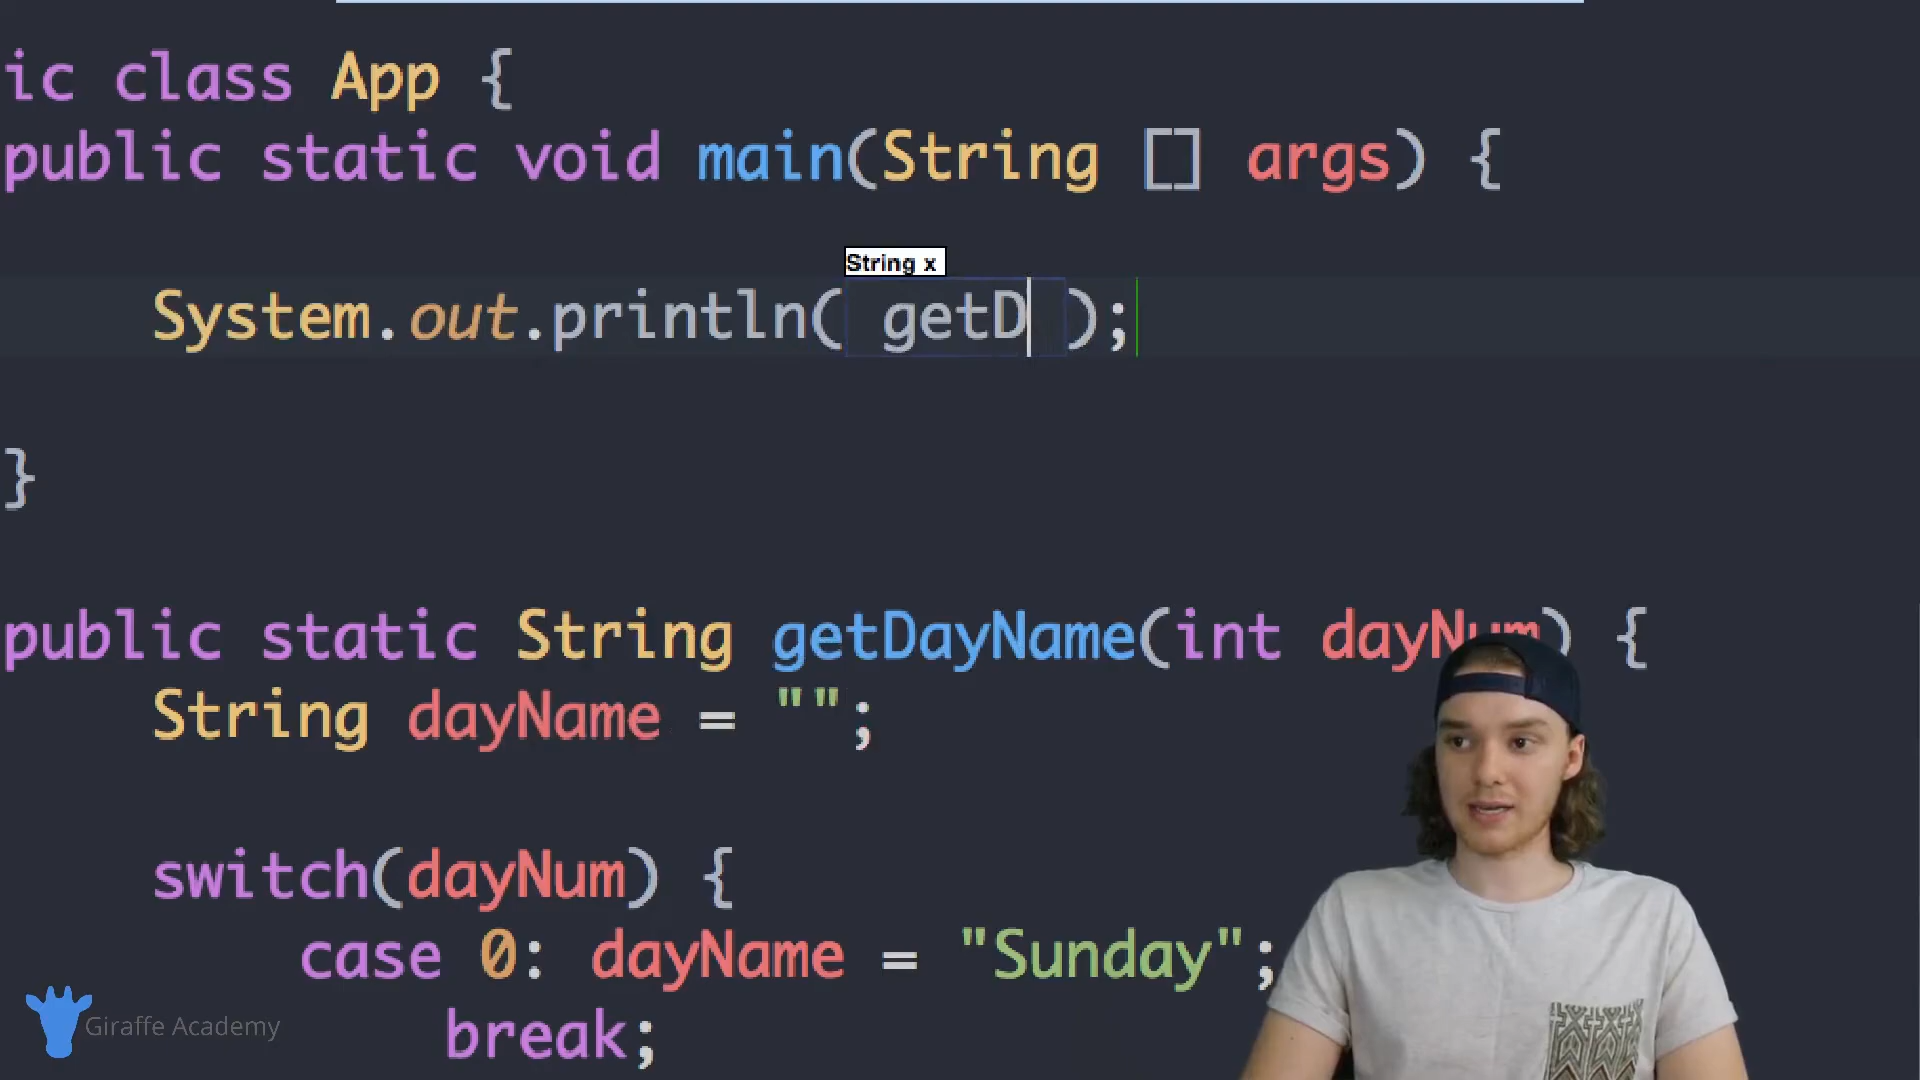 ic class App {
public static void main(String [] args) {
String x
System.out.println( getD );
}
public static String getDayName(int dayNum) {
String dayName = "";
switch(dayNum) {
case 0: dayName = "Sunday";
break;
Giraffe Academy